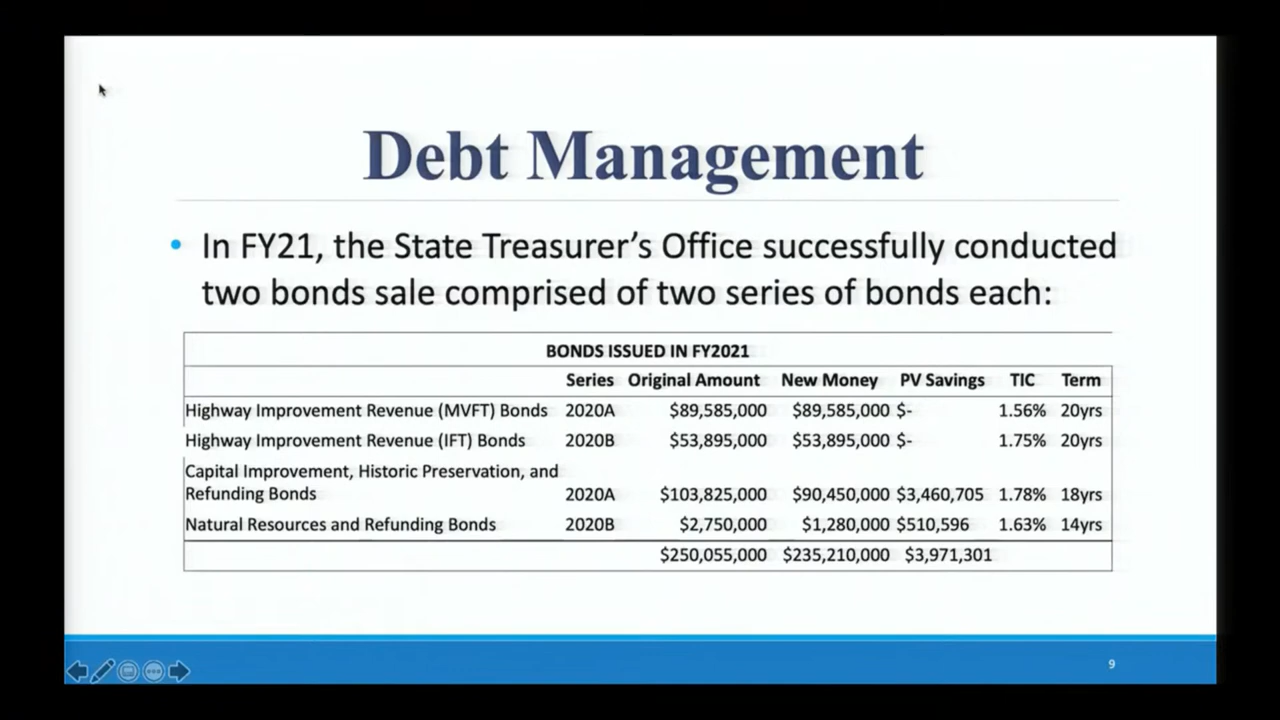 Debt Management
• In FY21, the State Treasurer's Office successfully conducted
two bonds sale comprised of two series of bonds each:
BONDS ISSUED IN FY2021
Series Original Amount New Money PV Savings TIC Term
Highway Improvement Revenue (MVFT) Bonds 2020A $89,585,000 $89,585,000 $- 1.56% 20yrs
Highway Improvement Revenue (IFT) Bonds 2020B $53,895,000 $53,895,000 $- 1.75% 20yrs
Capital Improvement, Historic Preservation, and
Refunding Bonds 2020A $103,825,000 $90,450,000 $3,460,705 1.78% 18yrs
Natural Resources and Refunding Bonds 2020B $2,750,000 $1,280,000 $510,596 1.63% 14yrs
$250,055,000 $235,210,000 $3,971,301
9